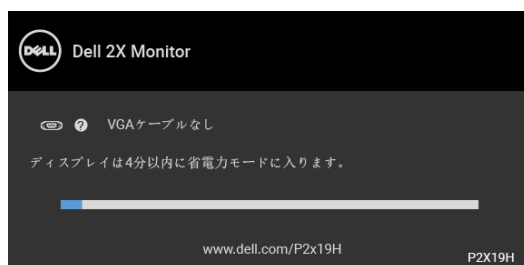 DELL
Dell 2X Monitor
VGAケーブルなし
ディスプレイは4分以内に省電力モードに入ります。
www.dell.com/P2x19H
P2X19H